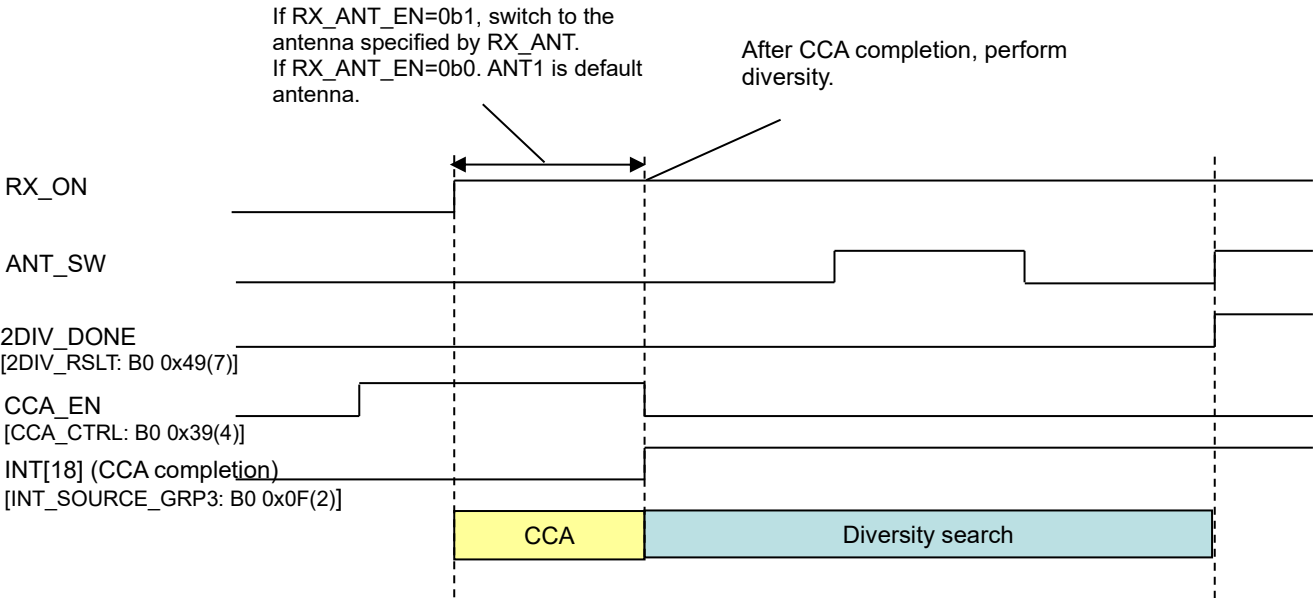 If RX_ANT_EN=0b1, switch to the
antenna specified by RX_ANT.
If RX_ANT_EN=0b0. ANT1 is default
antenna.
After CCA completion, perform
diversity.
RX_ON
ANT_SW
2DIV_DONE
[2DIV_RSLT: B0 0x49(7)]
CCA_EN
[CCA_CTRL: B0 0x39(4)]
INT[18] (CCA completion)
[INT_SOURCE_GRP3: B0 0x0F(2)]
CCA
Diversity search